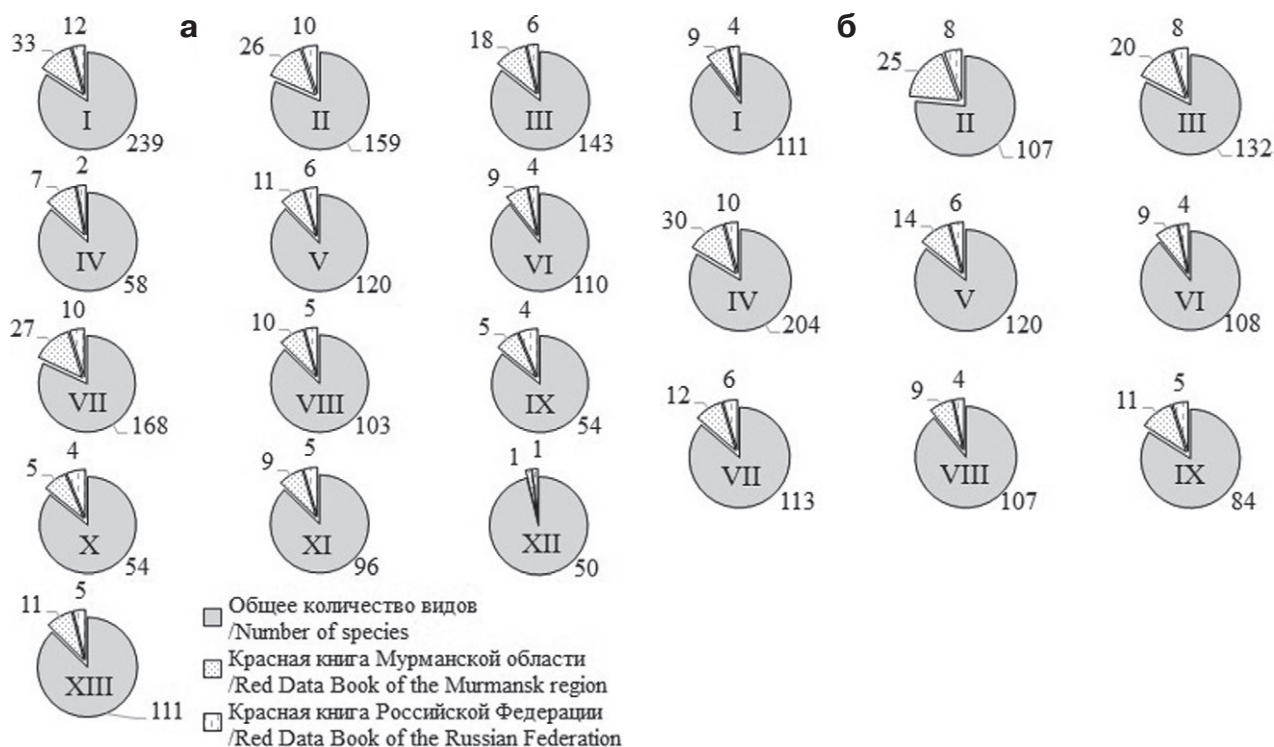 а
12
33
I
239
10
26
II
159
6
18
III
143
2
7
IV
58
6
11
V
120
4
9
VI
110
10
27
VII
168
5
10
VIII
103
4
5
IX
54
4
5
X
54
5
9
XI
96
1
1
XII
50
5
11
XIII
111
Общее количество видов
/Number of species
Красная книга Мурманской области
/Red Data Book of the Murmansk region
Красная книга Российской Федерации
/Red Data Book of the Russian Federation
б
4
9
I
111
8
25
II
107
8
20
III
132
10
30
IV
204
6
14
V
120
4
9
VI
108
6
12
VII
113
4
9
VIII
107
5
11
IX
84